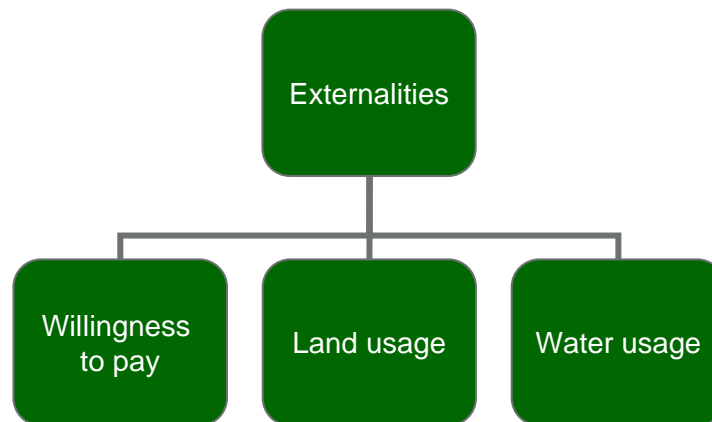 Externalities
Willingness
to pay
Land usage
Water usage